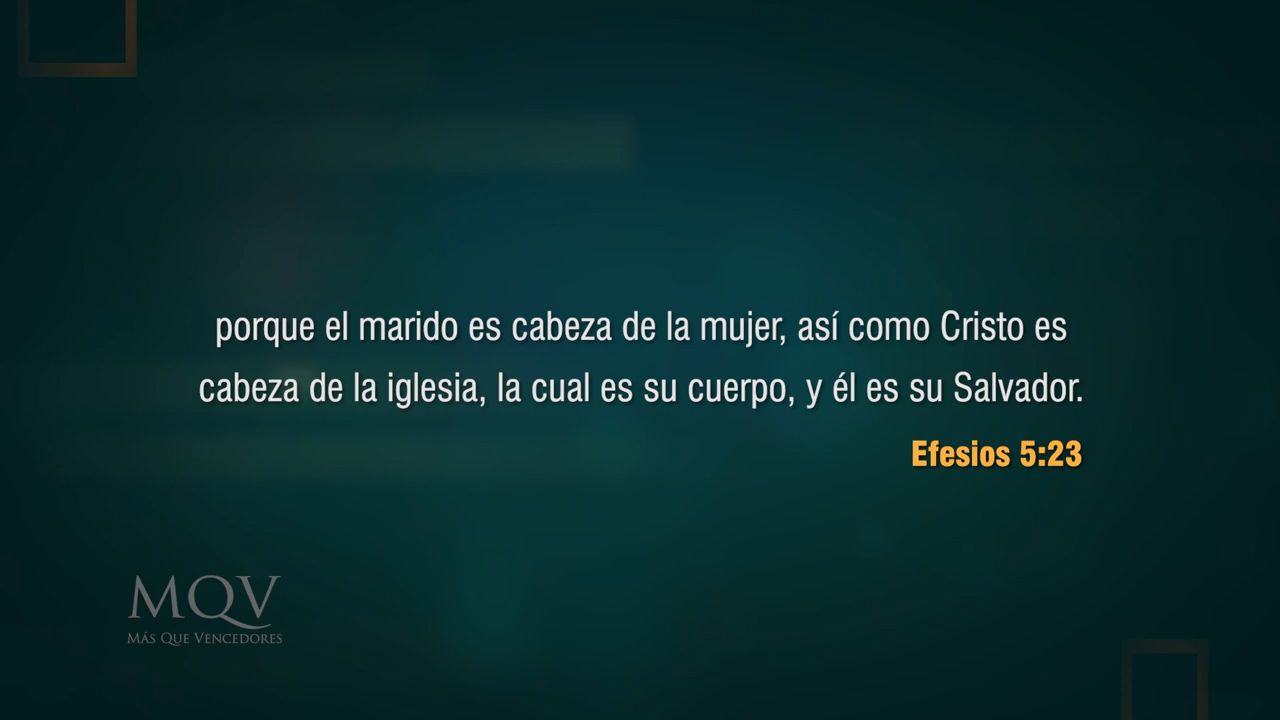 porque el marido es cabeza de la mujer, así como Cristo es
cabeza de la iglesia, la cual es su cuerpo, y él es su Salvador.
Efesios 5:23
MQV
MÁS QUE VENCEDORES